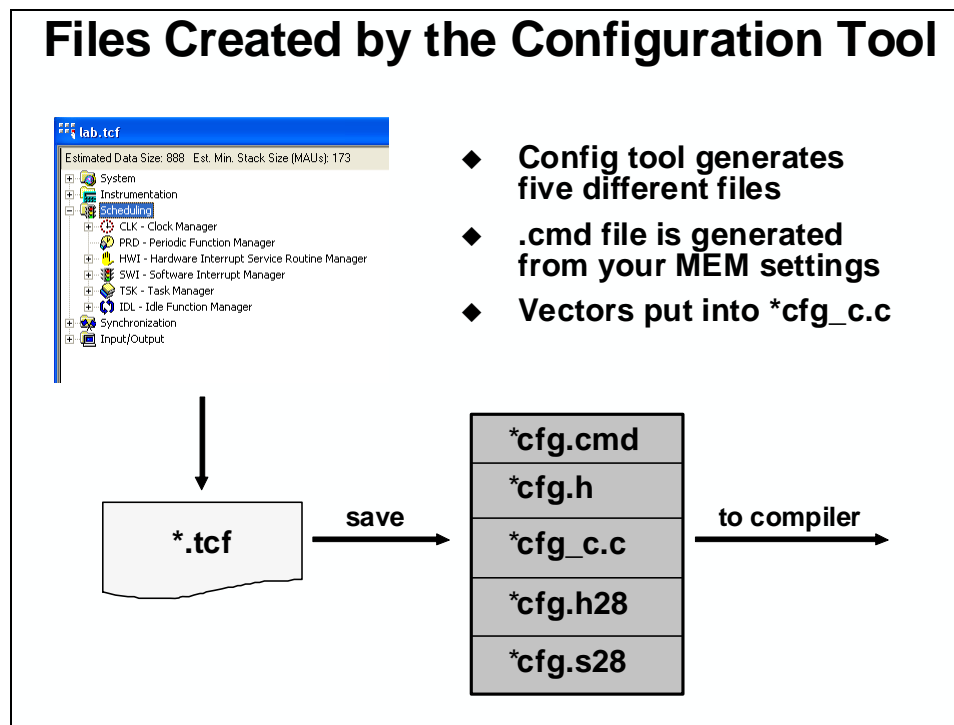 Files Created by the Configuration Tool
lab.tcf
Estimated Data Size: 888 Est. Min. Stack Size (MAUs): 173
System
Instrumentation
Scheduling
CLK - Clock Manager
PRD - Periodic Function Manager
HWI - Hardware Interrupt Service Routine Manager
SWI - Software Interrupt Manager
TSK - Task Manager
IDL - Idle Function Manager
Synchronization
Input/Output
◆ Config tool generates
five different files
◆ .cmd file is generated
from your MEM settings
◆ Vectors put into *cfg_c.c
*.tcf
save
*cfg.cmd
*cfg.h
*cfg_c.c
*cfg.h28
*cfg.s28
to compiler